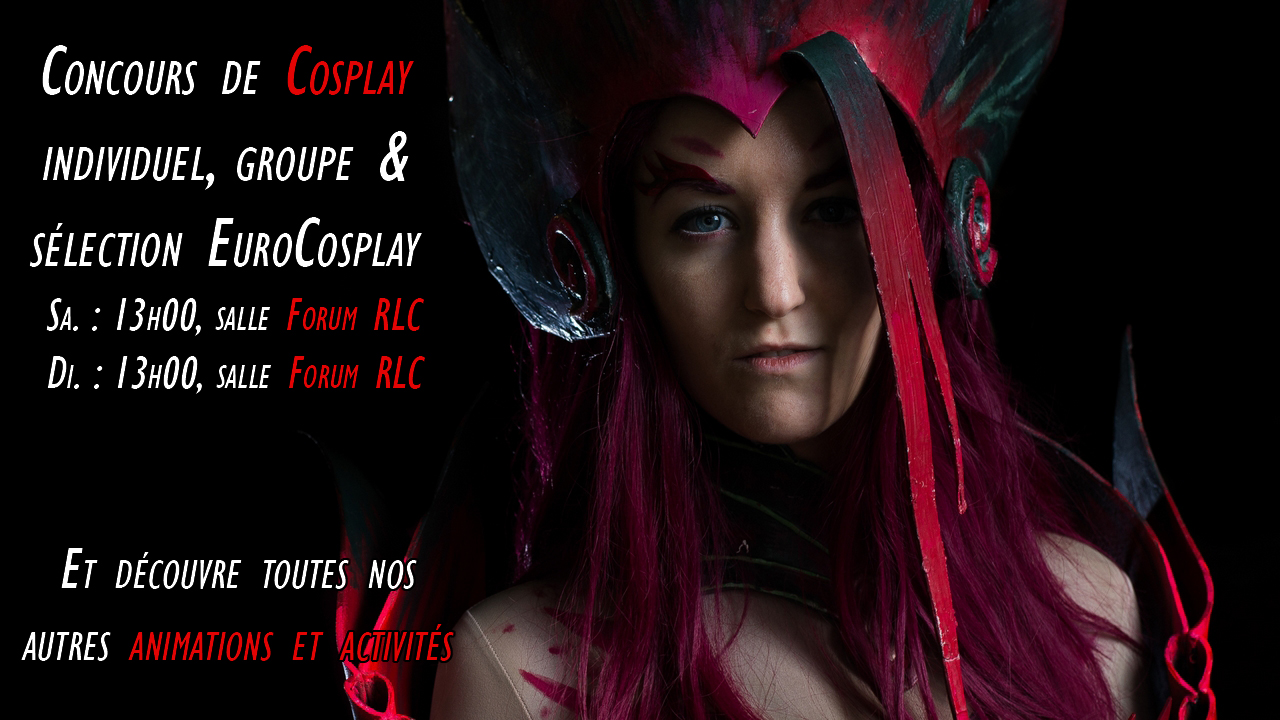 Concours de Cosplay
individuel, groupe &
sélection EuroCosplay
Sa. : 13h00, salle Forum RLC
Di. : 13h00, salle Forum RLC
Et découvre toutes nos
autres animations et activités